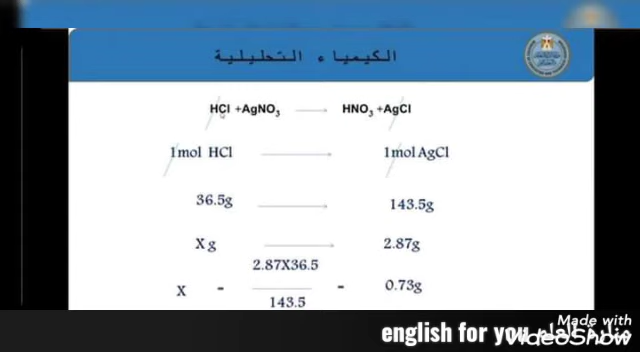 الكيمياء التحليلية
HCl + AgNO₃ → HNO₃ + AgCl
1mol HCl → 1mol AgCl
36.5g → 143.5g
X g → 2.87g
2.87X36.5
X - = 0.73g
143.5
Made with
english for you
VideoShow